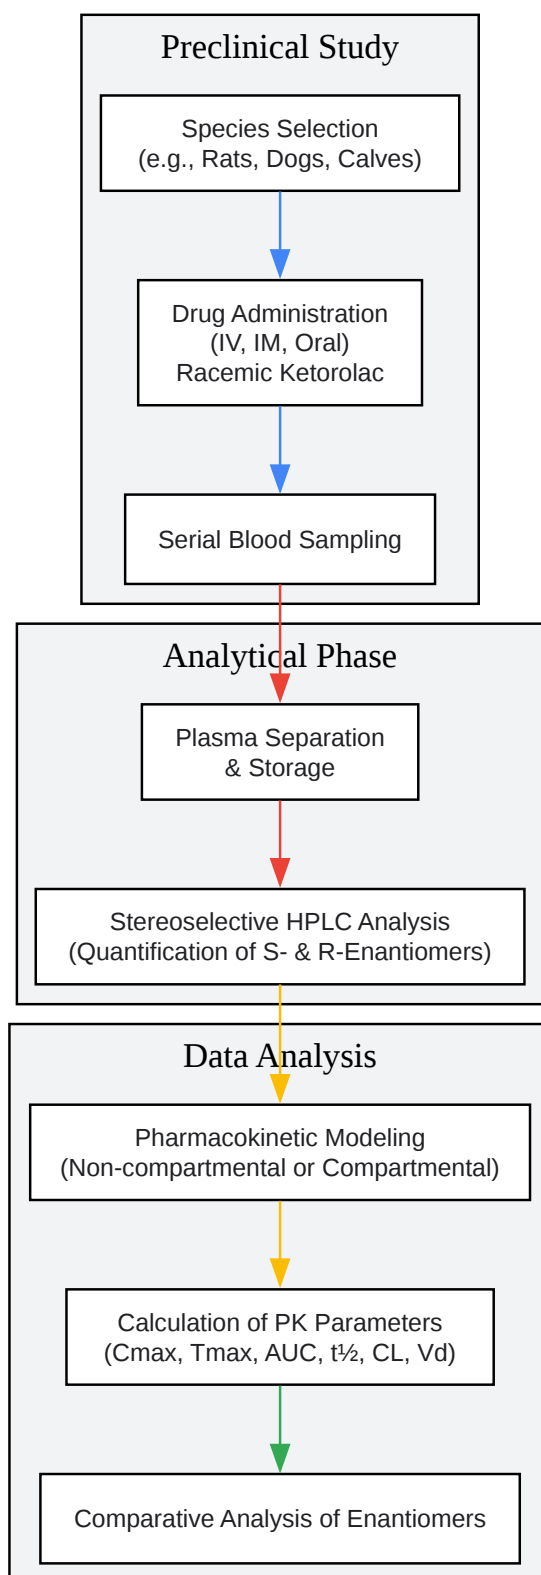 Preclinical Study
Species Selection
(e.g., Rats, Dogs, Calves)
Drug Administration
(IV, IM, Oral)
Racemic Ketorolac
Serial Blood Sampling
Analytical Phase
Plasma Separation
& Storage
Stereoselective HPLC Analysis
(Quantification of S- & R-Enantiomers)
Data Analysis
Pharmacokinetic Modeling
(Non-compartmental or Compartmental)
Calculation of PK Parameters
(Cmax, Tmax, AUC, t½, CL, Vd)
Comparative Analysis of Enantiomers